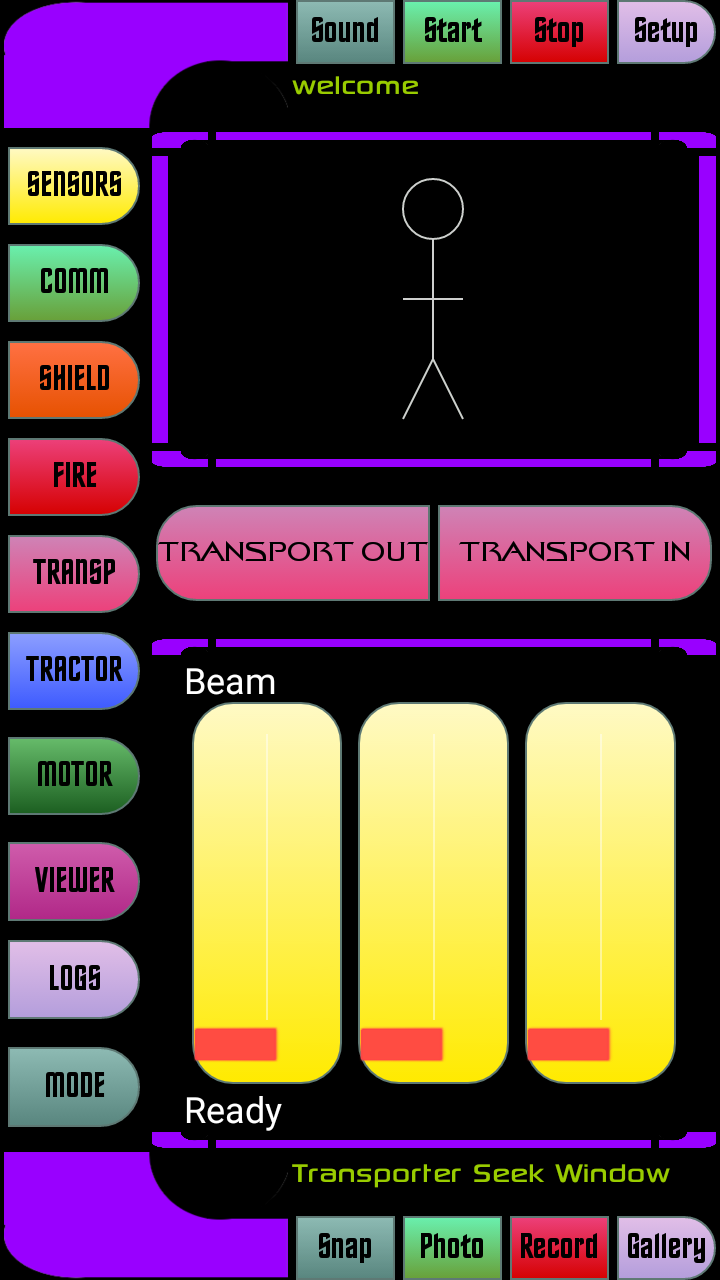 Sound Start Stop Setup
welcome
SENSORS
COMM
SHIELD
FIRE
TRANSPORT OUT TRANSPORT IN
TRANSP
TRACTOR
Beam
MOTOR
VIEWER
LOGS
MODE
Ready
Transporter Seek Window
Snap Photo Record Gallery